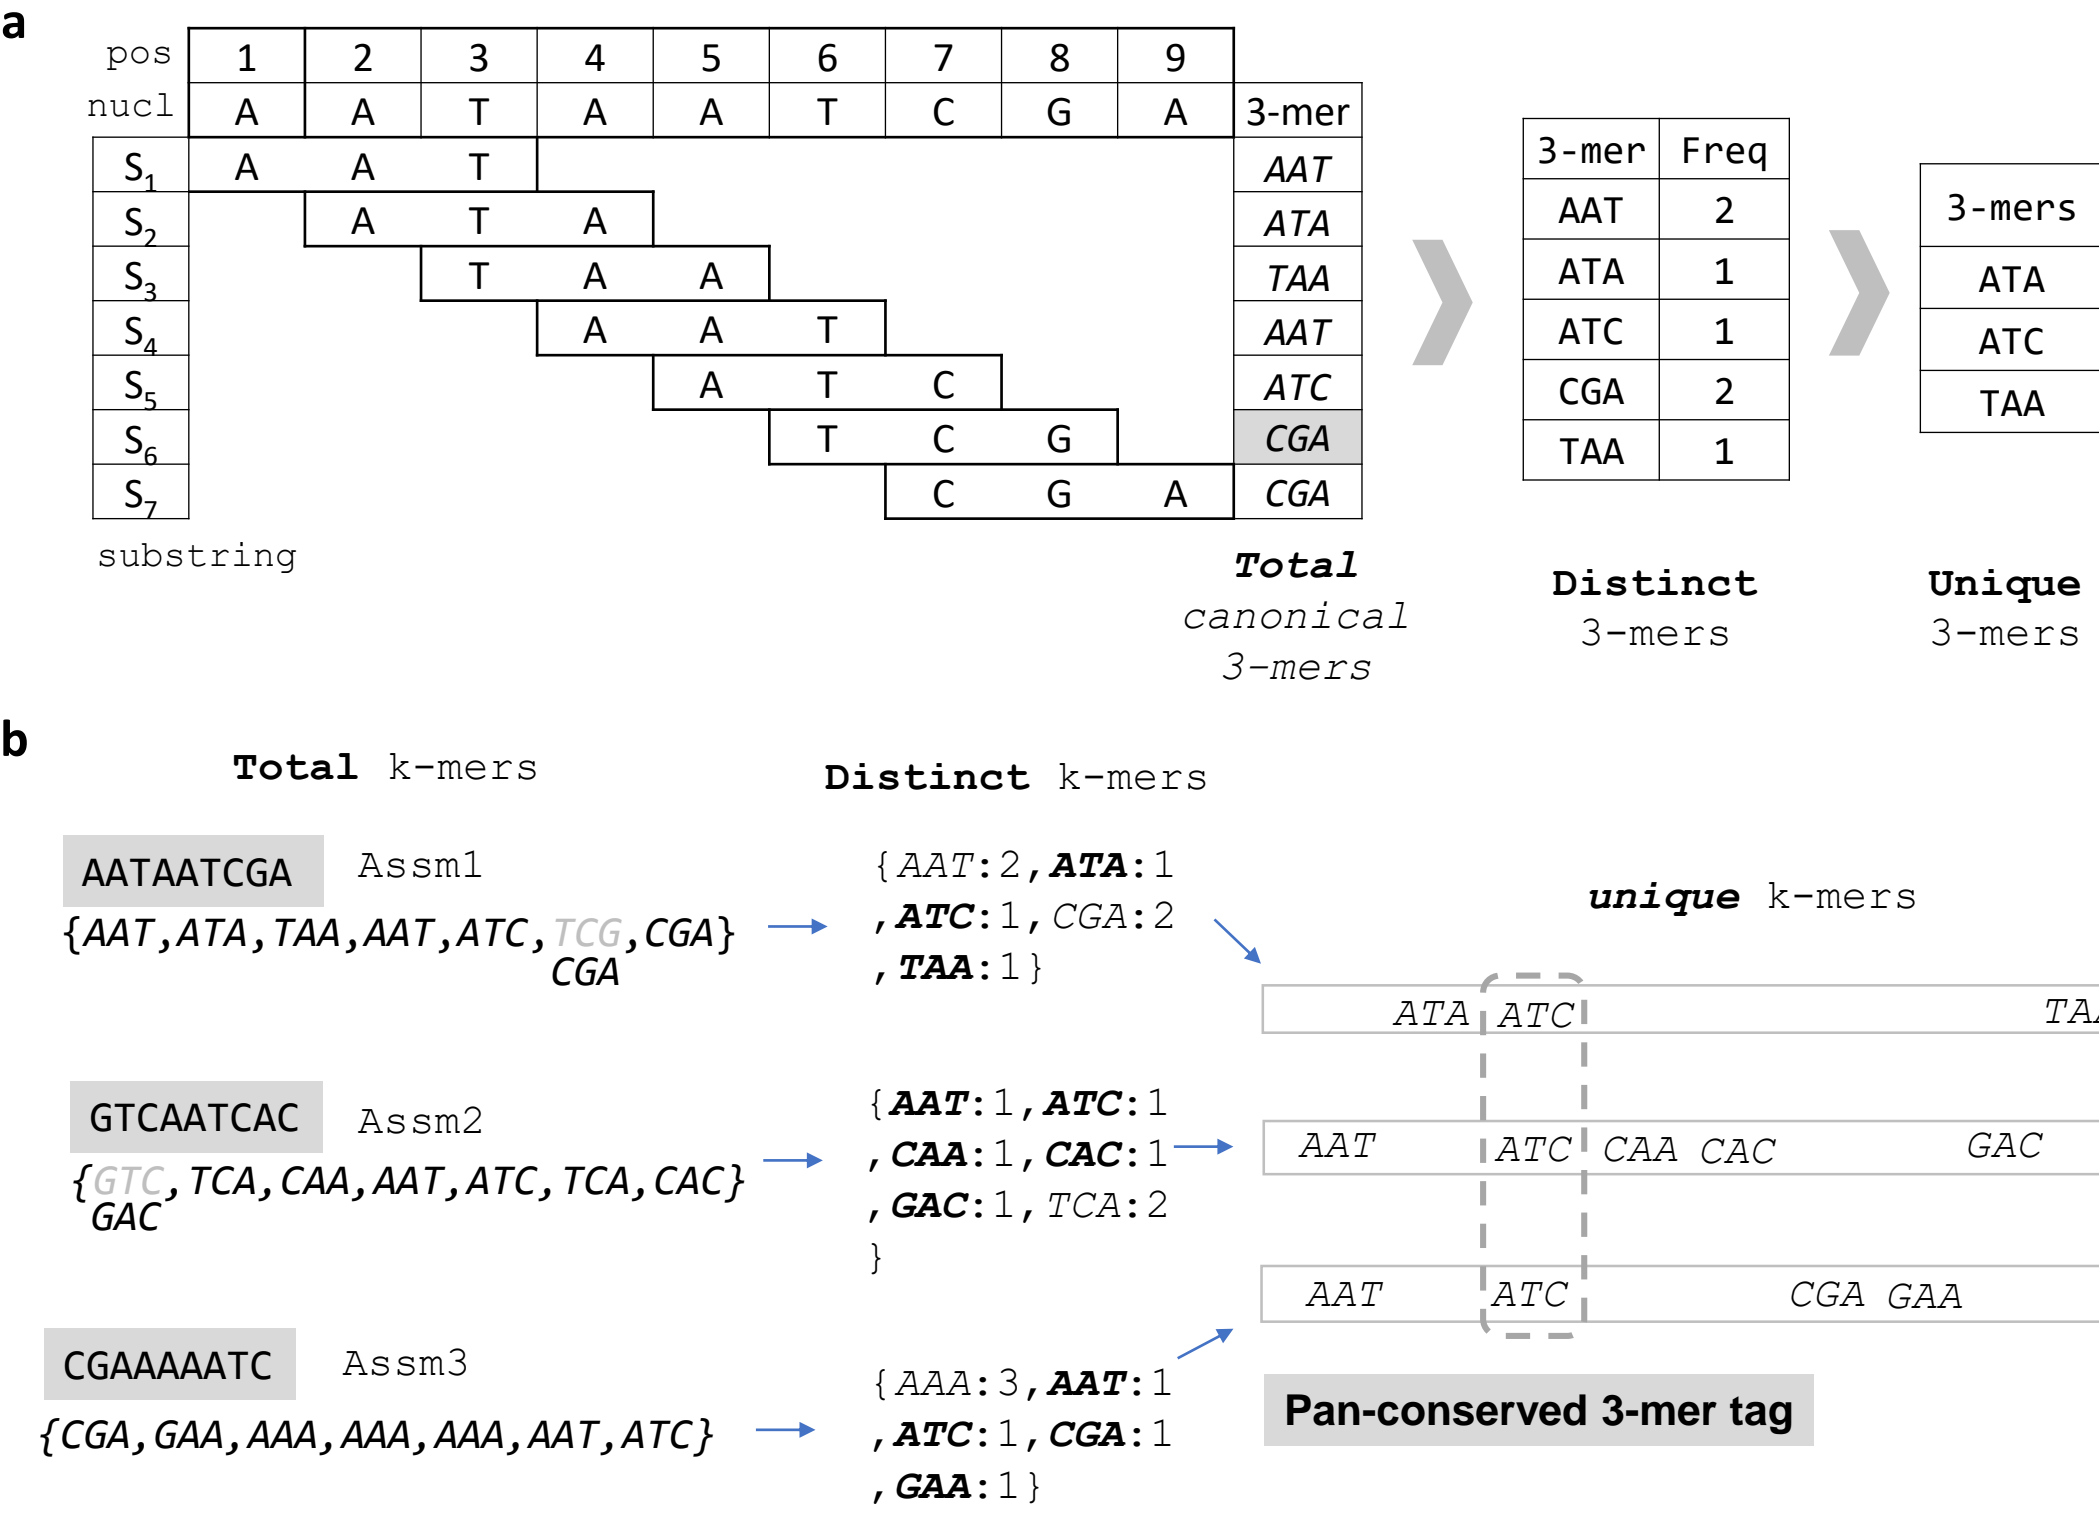 a
pos 1 2 3 4 5 6 7 8 9
nucl A A T A A T C G A 3-mer
S1 A A T AAT
S2 A T A ATA
S3 T A A TAA
S4 A A T AAT
S5 A T C ATC
S6 T C G CGA
S7 C G A CGA
substring
Total
canonical
3-mers
3-mer Freq
AAT 2
ATA 1
ATC 1
CGA 2
TAA 1
Distinct
3-mers
3-mers
ATA
ATC
TAA
Unique
3-mers
b
Total k-mers
Distinct k-mers
unique k-mers
AATAATCGA Assm1
{AAT,ATA,TAA,AAT,ATC,TCG,CGA}
CGA
{AAT:2,ATA:1
,ATC:1,CGA:2
,TAA:1}
ATA ATC TAA
GTCAATCAC Assm2
{GTC,TCA,CAA,AAT,ATC,TCA,CAC}
GAC
{AAT:1,ATC:1
,CAA:1,CAC:1
,GAC:1,TCA:2
}
AAT ATC CAA CAC GAC
CGAAAAATC Assm3
{CGA,GAA,AAA,AAA,AAA,AAT,ATC}
{AAA:3,AAT:1
,ATC:1,CGA:1
,GAA:1}
AAT ATC CGA GAA
Pan-conserved 3-mer tag